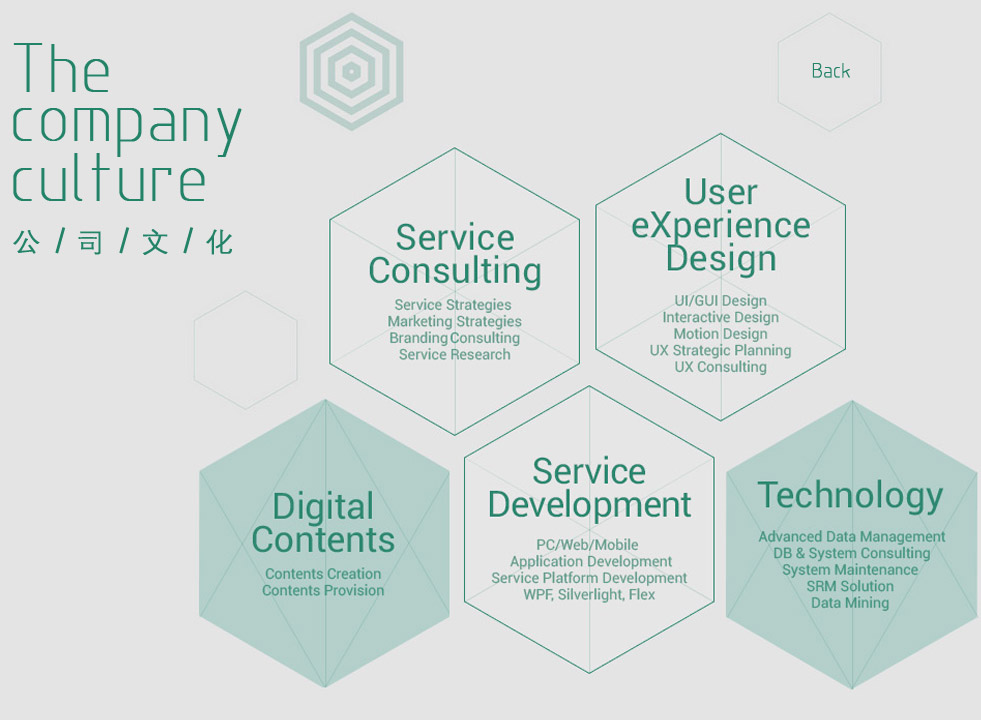 The
company
culture
公 / 司 / 文 / 化
Back
Service
Consulting
Service Strategies
Marketing Strategies
Branding Consulting
Service Research
User
eXperience
Design
UI/GUI Design
Interactive Design
Motion Design
UX Strategic Planning
UX Consulting
Digital
Contents
Contents Creation
Contents Provision
Service
Development
PC/Web/Mobile
Application Development
Service Platform Development
WPF, Silverlight, Flex
Technology
Advanced Data Management
DB & System Consulting
System Maintenance
SRM Solution
Data Mining